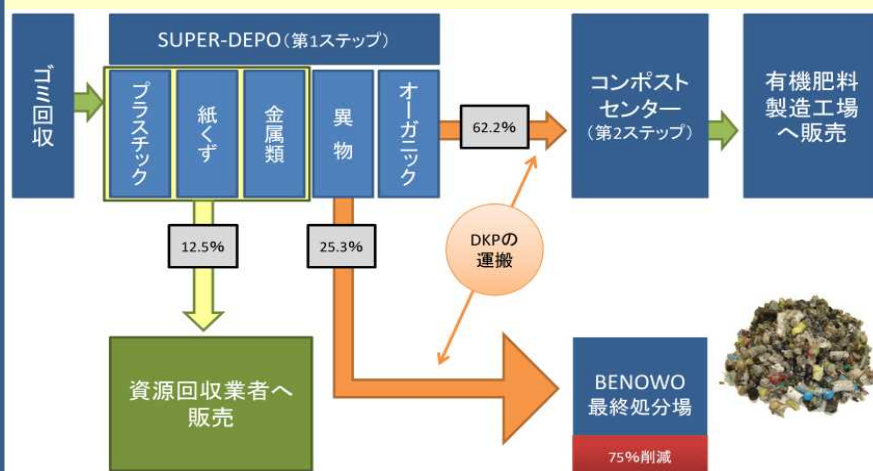 SUPER-DEPO(第1ステップ)
ゴミ回収
プラスチック
紙くず
金属類
異物
オーガニック
62.2%
コンポスト
センター
(第2ステップ)
有機肥料
製造工場
へ販売
12.5%
25.3%
DKPの
運搬
資源回収業者へ
販売
BENOWO
最終処分場
75%削減